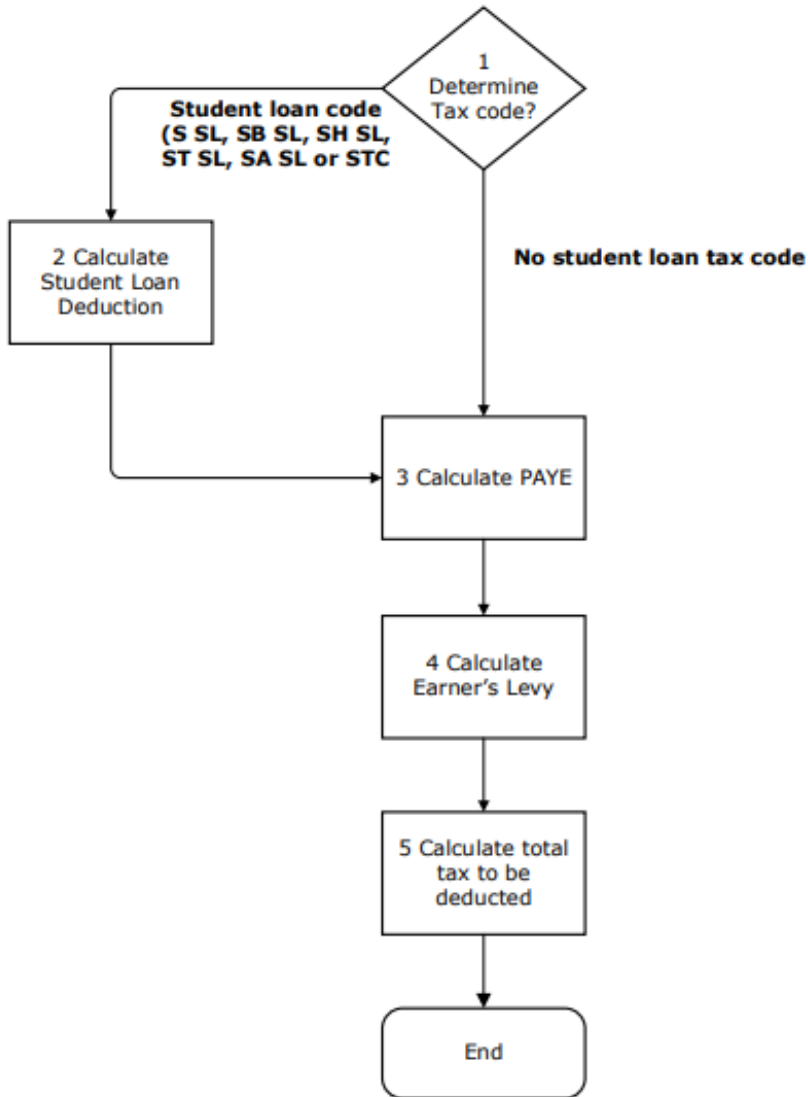 1
Determine
Tax code?
Student loan code
(S SL, SB SL, SH SL,
ST SL, SA SL or STC
2 Calculate
Student Loan
Deduction
No student loan tax code
3 Calculate PAYE
4 Calculate
Earner’s Levy
5 Calculate total
tax to be
deducted
End